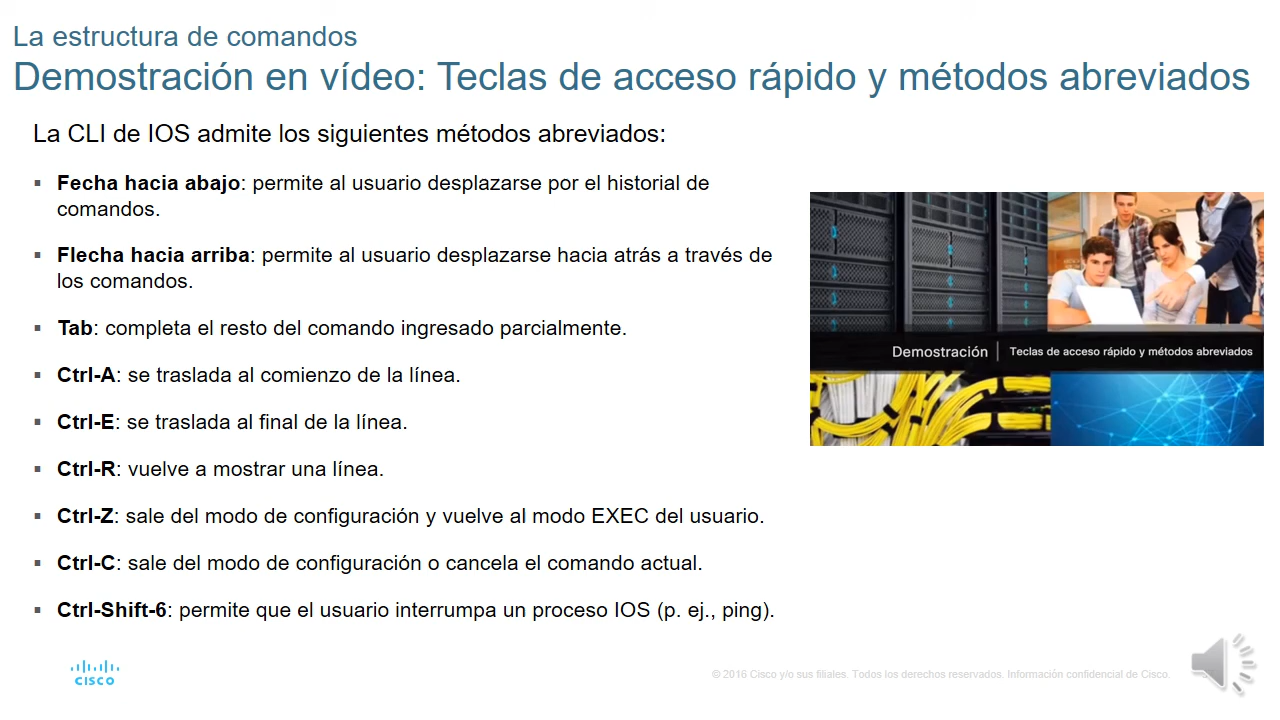 La estructura de comandos
Demostración en vídeo: Teclas de acceso rápido y métodos abreviados
La CLI de IOS admite los siguientes métodos abreviados:
▪ Fecha hacia abajo: permite al usuario desplazarse por el historial de
comandos.
▪ Flecha hacia arriba: permite al usuario desplazarse hacia atrás a través de
los comandos.
▪ Tab: completa el resto del comando ingresado parcialmente.
▪ Ctrl-A: se traslada al comienzo de la línea.
▪ Ctrl-E: se traslada al final de la línea.
▪ Ctrl-R: vuelve a mostrar una línea.
▪ Ctrl-Z: sale del modo de configuración y vuelve al modo EXEC del usuario.
▪ Ctrl-C: sale del modo de configuración o cancela el comando actual.
▪ Ctrl-Shift-6: permite que el usuario interrumpa un proceso IOS (p. ej., ping).
Demostración | Teclas de acceso rápido y métodos abreviados
CISCO
© 2016 Cisco y/o sus filiales. Todos los derechos reservados. Información confidencial de Cisco.